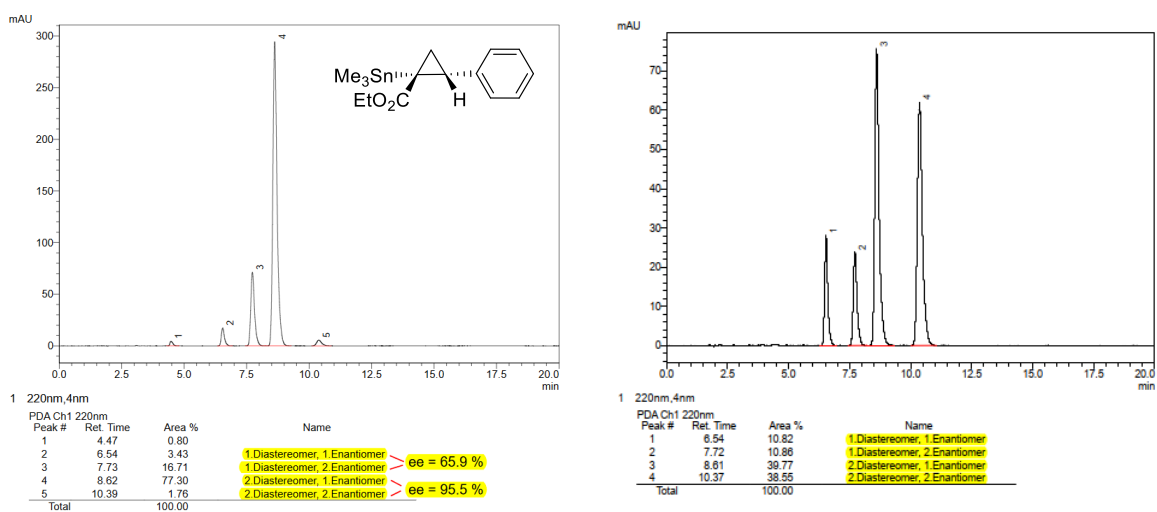 mAU
300
250
200
150
100
50
0
1
2
3
4
5
Me3Sn
EtO2C
H
0.0 2.5 5.0 7.5 10.0 12.5 15.0 17.5 20.0
min
1 220nm,4nm
PDA Ch1 220nm
Peak # Ret. Time Area % Name
1 4.47 0.80
2 6.54 3.43 1.Diastereomer, 1.Enantiomer
3 7.73 16.71 1.Diastereomer, 2.Enantiomer
ee = 65.9 %
4 8.62 77.30 2.Diastereomer, 1.Enantiomer
5 10.39 1.76 2.Diastereomer, 2.Enantiomer
ee = 95.5 %
Total 100.00
mAU
70
60
50
40
30
20
10
0
1
2
3
4
0.0 2.5 5.0 7.5 10.0 12.5 15.0 17.5 20.0
min
1 220nm,4nm
PDA Ch1 220nm
Peak # Ret. Time Area % Name
1 6.54 10.82 1.Diastereomer, 1.Enantiomer
2 7.72 10.86 1.Diastereomer, 2.Enantiomer
3 8.61 39.77 2.Diastereomer, 1.Enantiomer
4 10.37 38.55 2.Diastereomer, 2.Enantiomer
Total 100.00